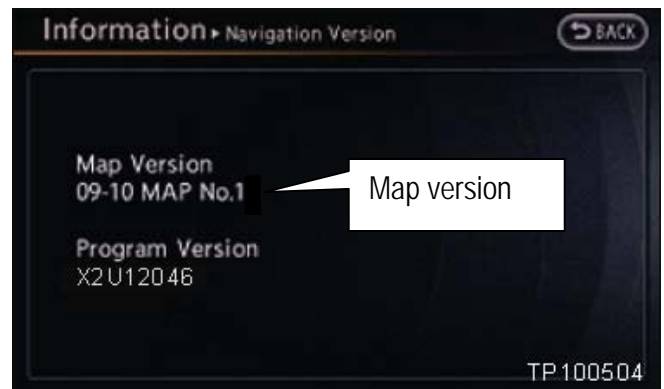 Information ▸ Navigation Version
BACK
Map Version
09-10 MAP No.1
Map version
Program Version
X2U12046
TP100504